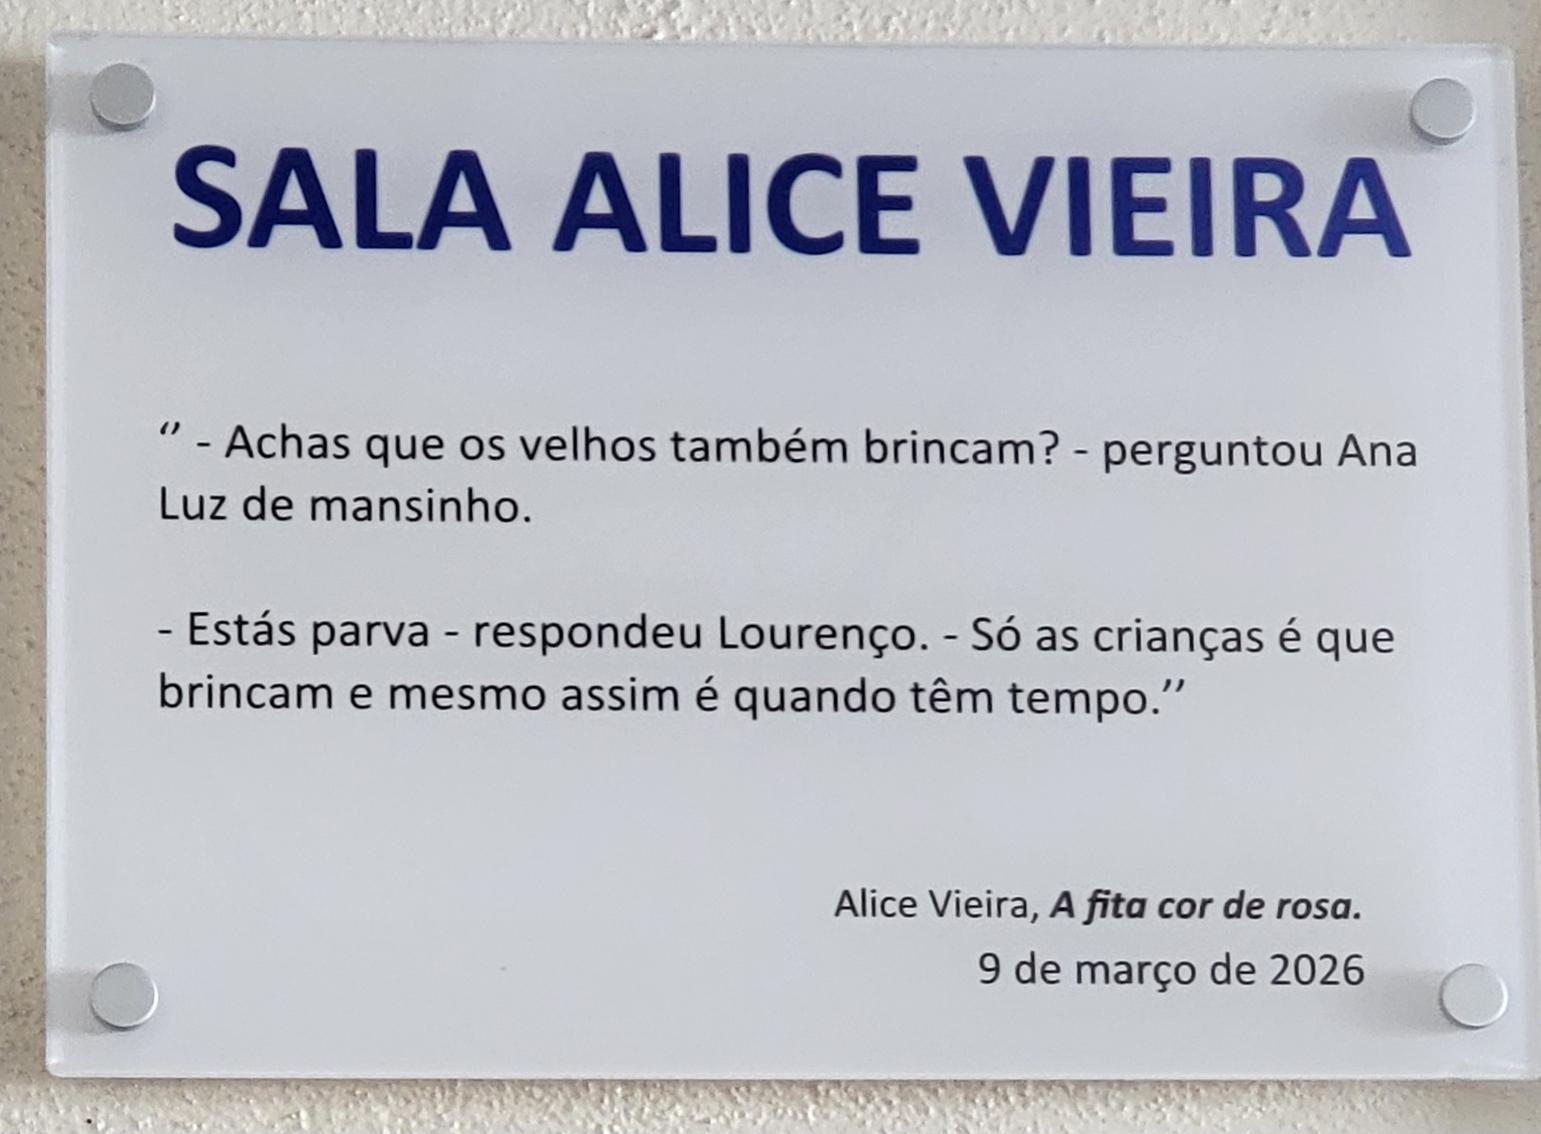 SALA ALICE VIEIRA
‘’ - Achas que os velhos também brincam? - perguntou Ana
Luz de mansinho.
- Estás parva - respondeu Lourenço. - Só as crianças é que
brincam e mesmo assim é quando têm tempo.’’
Alice Vieira, A fita cor de rosa.
9 de março de 2026